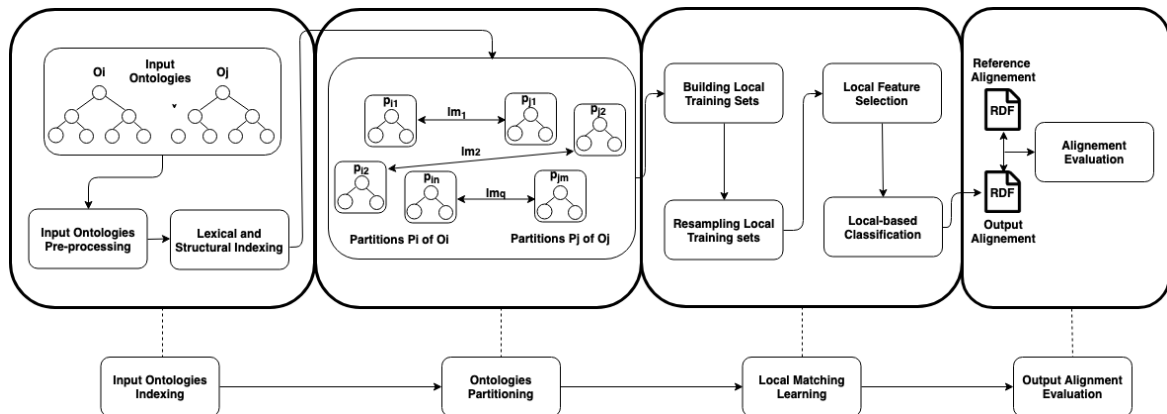 Input
Ontologies
Oi
Oj
Input Ontologies
Pre-processing
Lexical and
Structural Indexing
pi1
lm1
pj1
pj2
lm2
pi2
pin
lmq
pjm
Partitions Pi of Oi
Partitions Pj of Oj
Building Local
Training Sets
Resampling Local
Training sets
Local Feature
Selection
Local-based
Classification
Reference
Alignement
RDF
RDF
Output
Alignement
Alignement
Evaluation
Input Ontologies
Indexing
Ontologies
Partitioning
Local Matching
Learning
Output Alignment
Evaluation